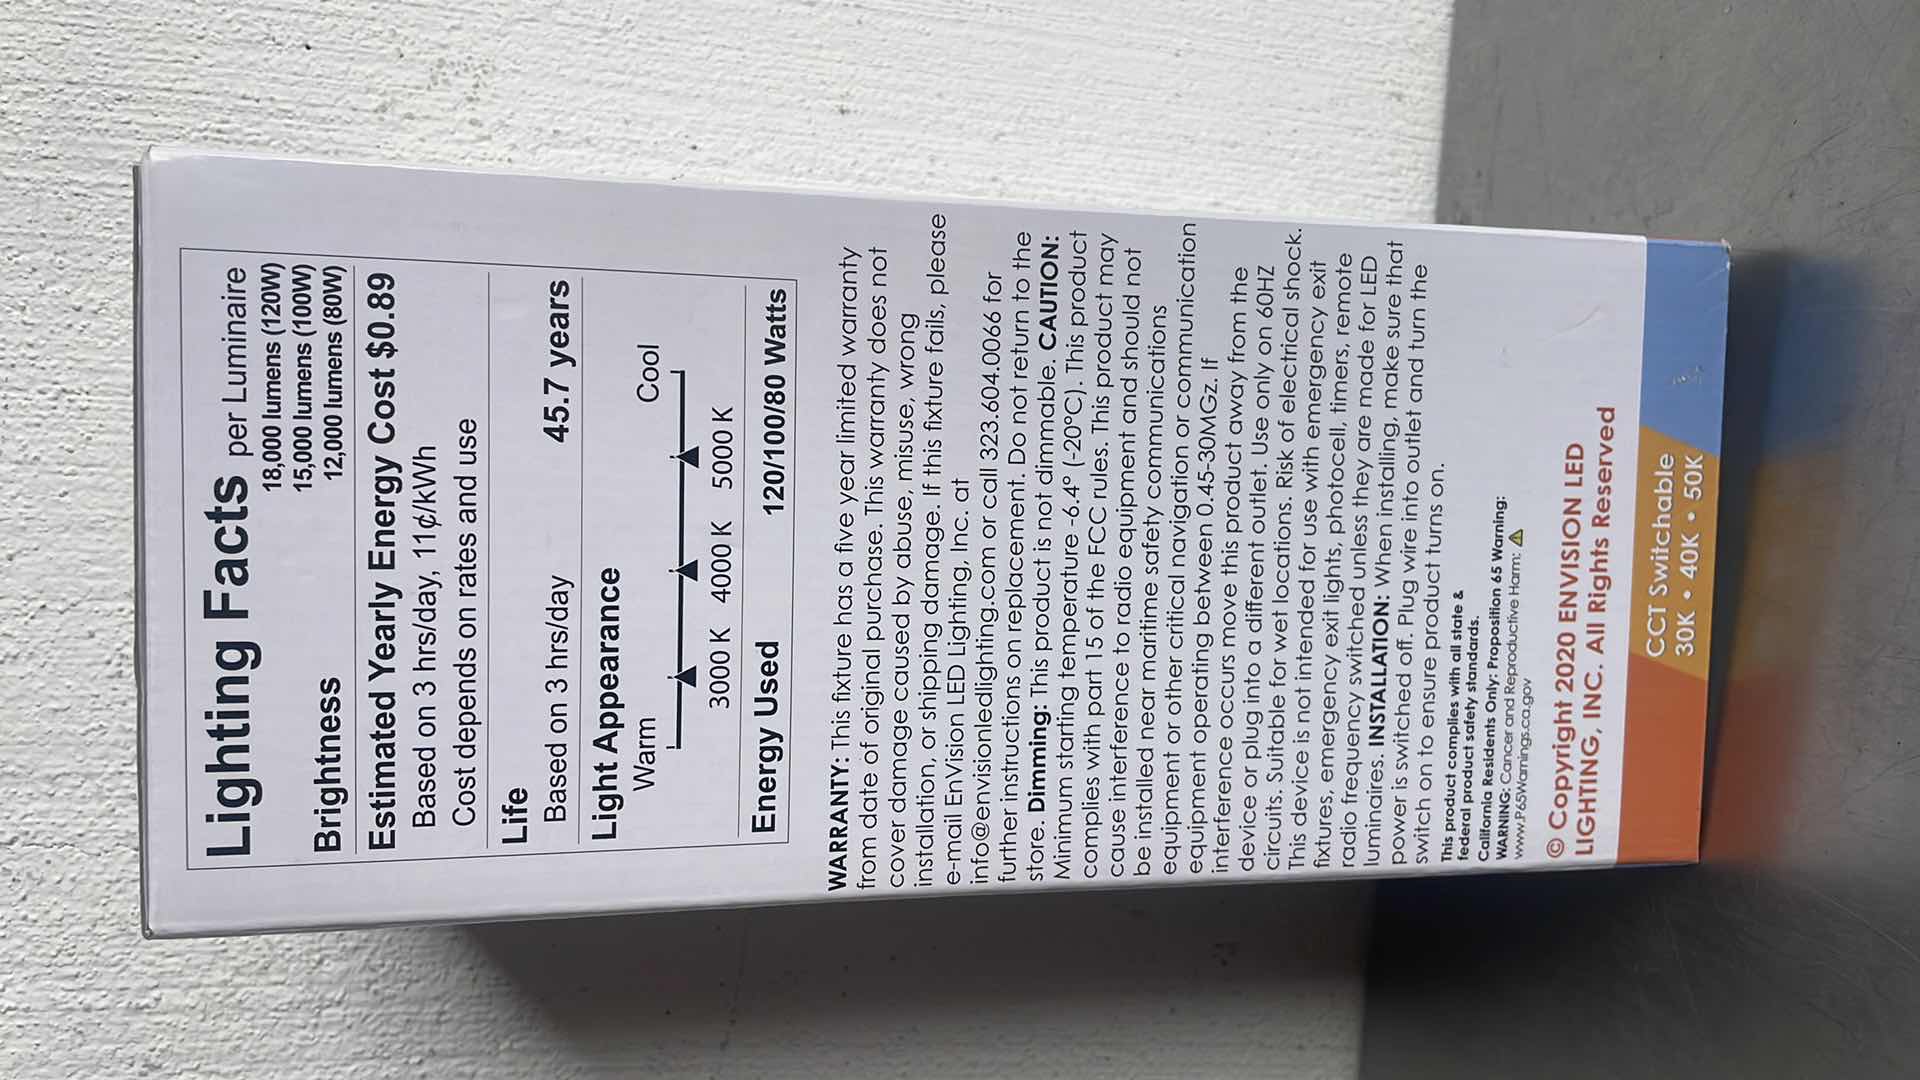 Lighting Facts per Luminaire
18,000 lumens (120W)
15,000 lumens (100W)
Brightness 12,000 lumens (80W)
Estimated Yearly Energy Cost $0.89
Based on 3 hrs/day, 11¢/kWh
Cost depends on rates and use
Life
Based on 3 hrs/day 45.7 years
Light Appearance
Warm Cool
3000 K 4000 K 5000 K
Energy Used 120/100/80 Watts
WARRANTY: This fixture has a five year limited warranty
from date of original purchase. This warranty does not
cover damage caused by abuse, misuse, wrong
installation, or shipping damage. If this fixture fails, please
e-mail EnVision LED Lighting, Inc. at
info@envisionledlighting.com or call 323.604.0066 for
further instructions on replacement. Do not return to the
store. Dimming: This product is not dimmable. CAUTION:
Minimum starting temperature -6.4° (-20°C). This product
complies with part 15 of the FCC rules. This product may
cause interference to radio equipment and should not
be installed near maritime safety communications
equipment or other critical navigation or communication
equipment operating between 0.45-30MGz. If
interference occurs move this product away from the
device or plug into a different outlet. Use only on 60HZ
circuits. Suitable for wet locations. Risk of electrical shock.
This device is not intended for use with emergency exit
fixtures, emergency exit lights, photocell, timers, remote
radio frequency switched unless they are made for LED
luminaires. INSTALLATION: When installing, make sure that
power is switched off. Plug wire into outlet and turn the
switch on to ensure product turns on.
This product complies with all state &
federal product safety standards.
California Residents Only: Proposition 65 Warning:
WARNING: Cancer and Reproductive Harm: ⚠
www.P65Warnings.ca.gov
© Copyright 2020 ENVISION LED
LIGHTING, INC. All Rights Reserved
CCT Switchable
30K • 40K • 50K